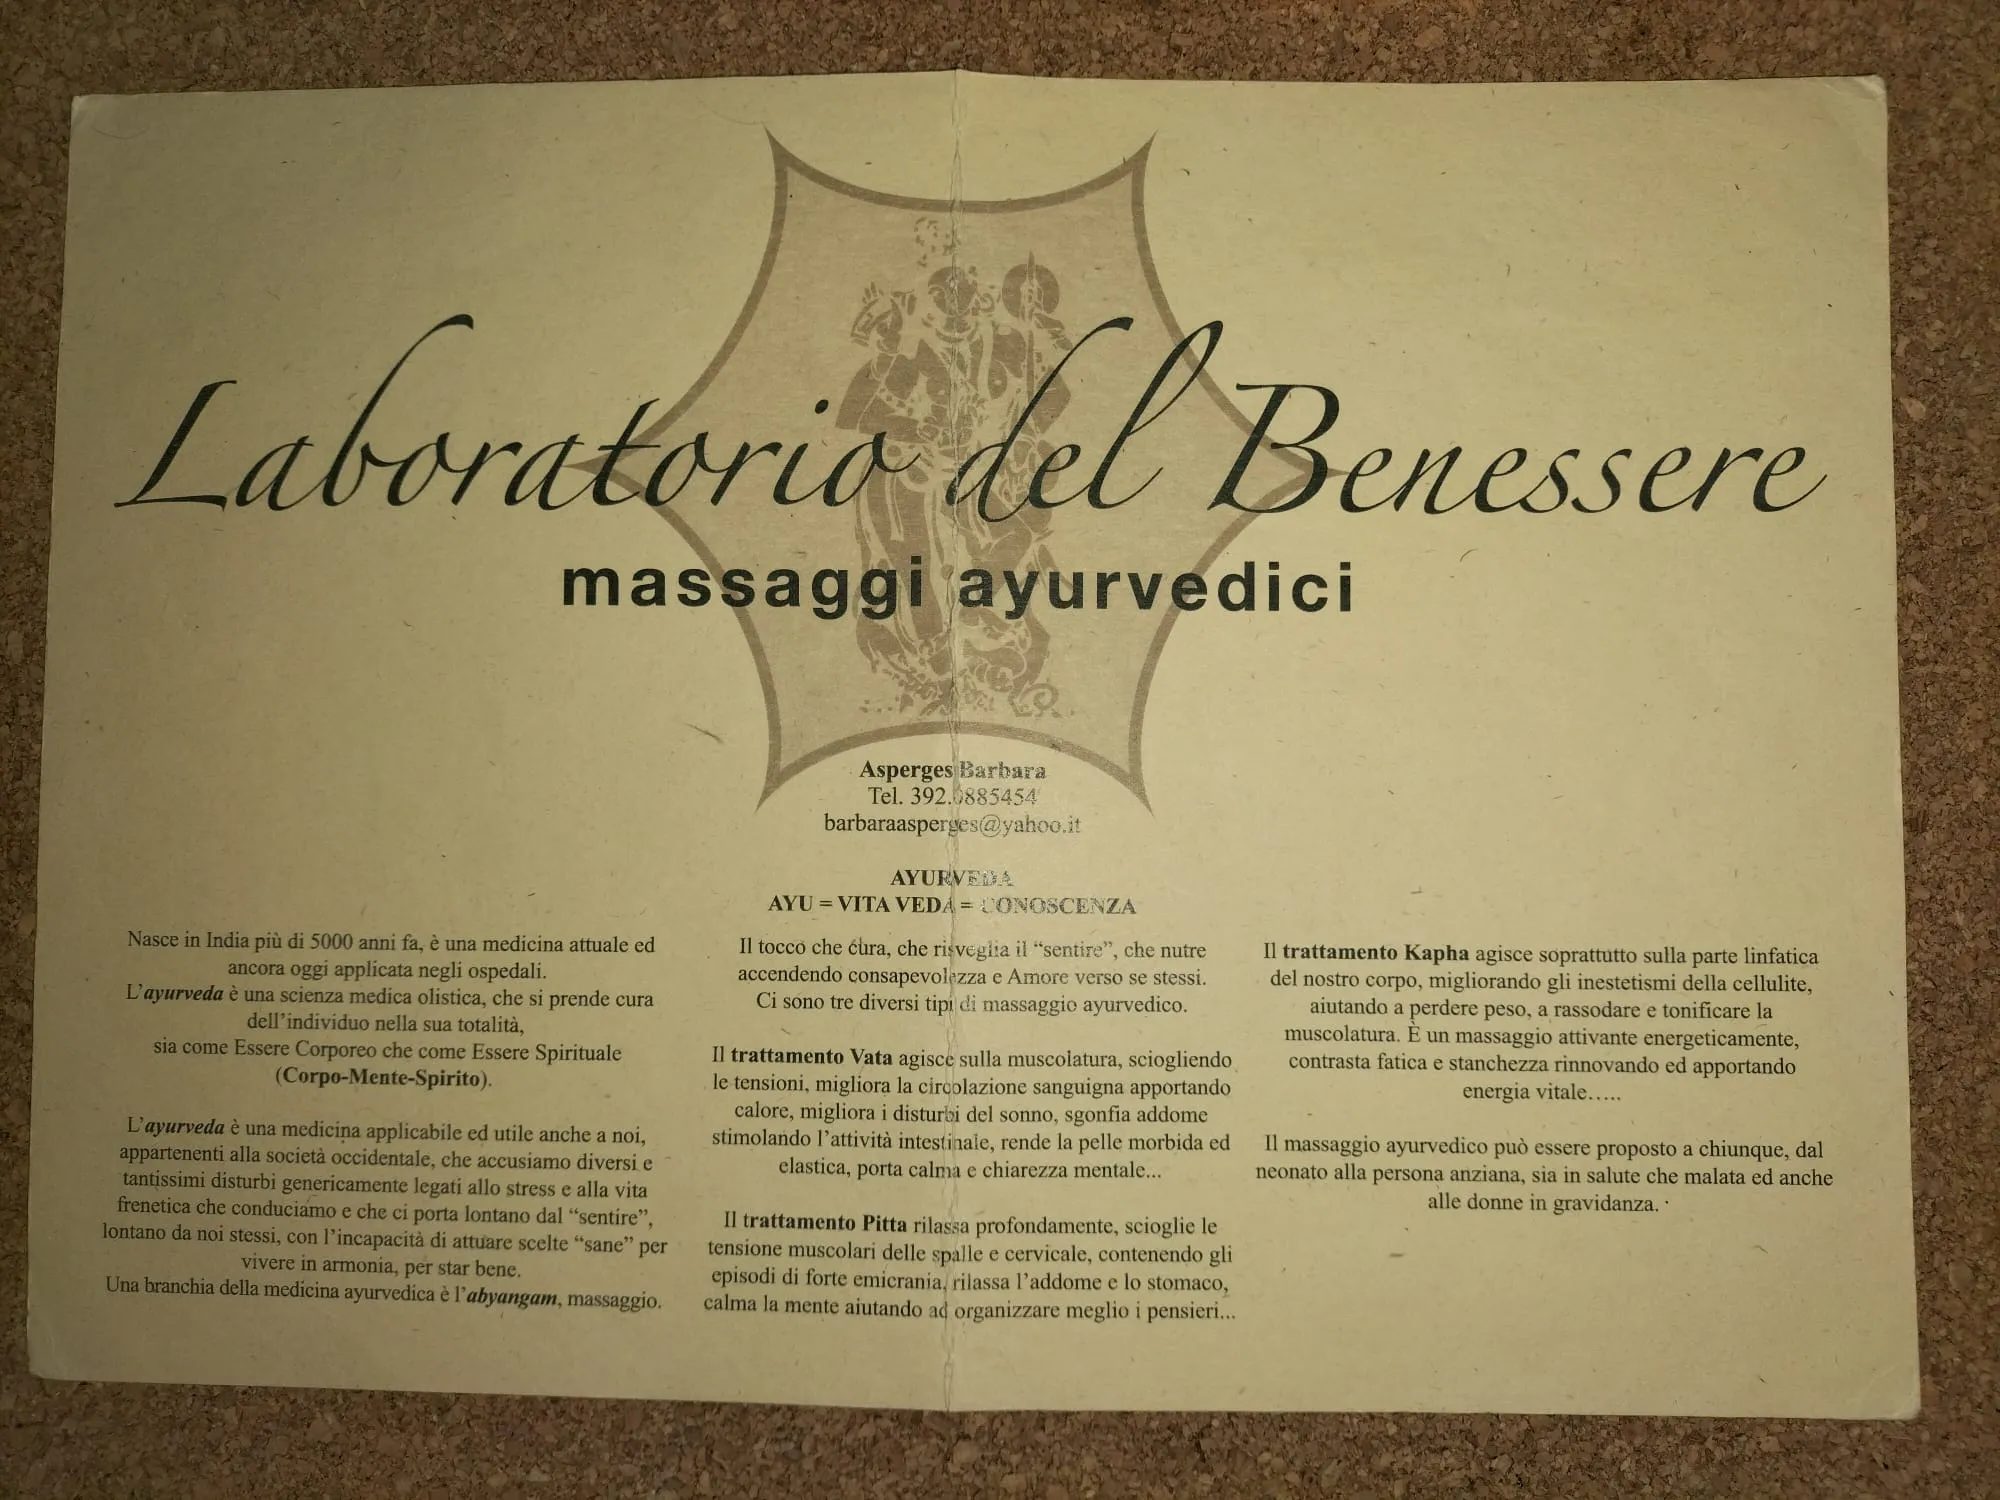 Laboratorio del Benessere
massaggi ayurvedici
Asperges Barbara
Tel. 392.0885454
barbaraasperges@yahoo.it
AYURVEDA
AYU = VITA VEDA = CONOSCENZA
Nasce in India più di 5000 anni fa, è una medicina attuale ed
ancora oggi applicata negli ospedali.
L'ayurveda è una scienza medica olistica, che si prende cura
dell'individuo nella sua totalità,
sia come Essere Corporeo che come Essere Spirituale
(Corpo-Mente-Spirito).
L'ayurveda è una medicina applicabile ed utile anche a noi,
appartenenti alla società occidentale, che accusiamo diversi e
tantissimi disturbi genericamente legati allo stress e alla vita
frenetica che conduciamo e che ci porta lontano dal “sentire”,
lontano da noi stessi, con l'incapacità di attuare scelte “sane” per
vivere in armonia, per star bene.
Una branchia della medicina ayurvedica è l'abyangam, massaggio.
Il tocco che cura, che risveglia il “sentire”, che nutre
accendendo consapevolezza e Amore verso se stessi.
Ci sono tre diversi tipi di massaggio ayurvedico.
Il trattamento Vata agisce sulla muscolatura, sciogliendo
le tensioni, migliora la circolazione sanguigna apportando
calore, migliora i disturbi del sonno, sgonfia addome
stimolando l'attività intestinale, rende la pelle morbida ed
elastica, porta calma e chiarezza mentale...
Il trattamento Pitta rilassa profondamente, scioglie le
tensione muscolari delle spalle e cervicale, contenendo gli
episodi di forte emicrania, rilassa l'addome e lo stomaco,
calma la mente aiutando ad organizzare meglio i pensieri...
Il trattamento Kapha agisce soprattutto sulla parte linfatica
del nostro corpo, migliorando gli inestetismi della cellulite,
aiutando a perdere peso, a rassodare e tonificare la
muscolatura. È un massaggio attivante energeticamente,
contrasta fatica e stanchezza rinnovando ed apportando
energia vitale…..
Il massaggio ayurvedico può essere proposto a chiunque, dal
neonato alla persona anziana, sia in salute che malata ed anche
alle donne in gravidanza.